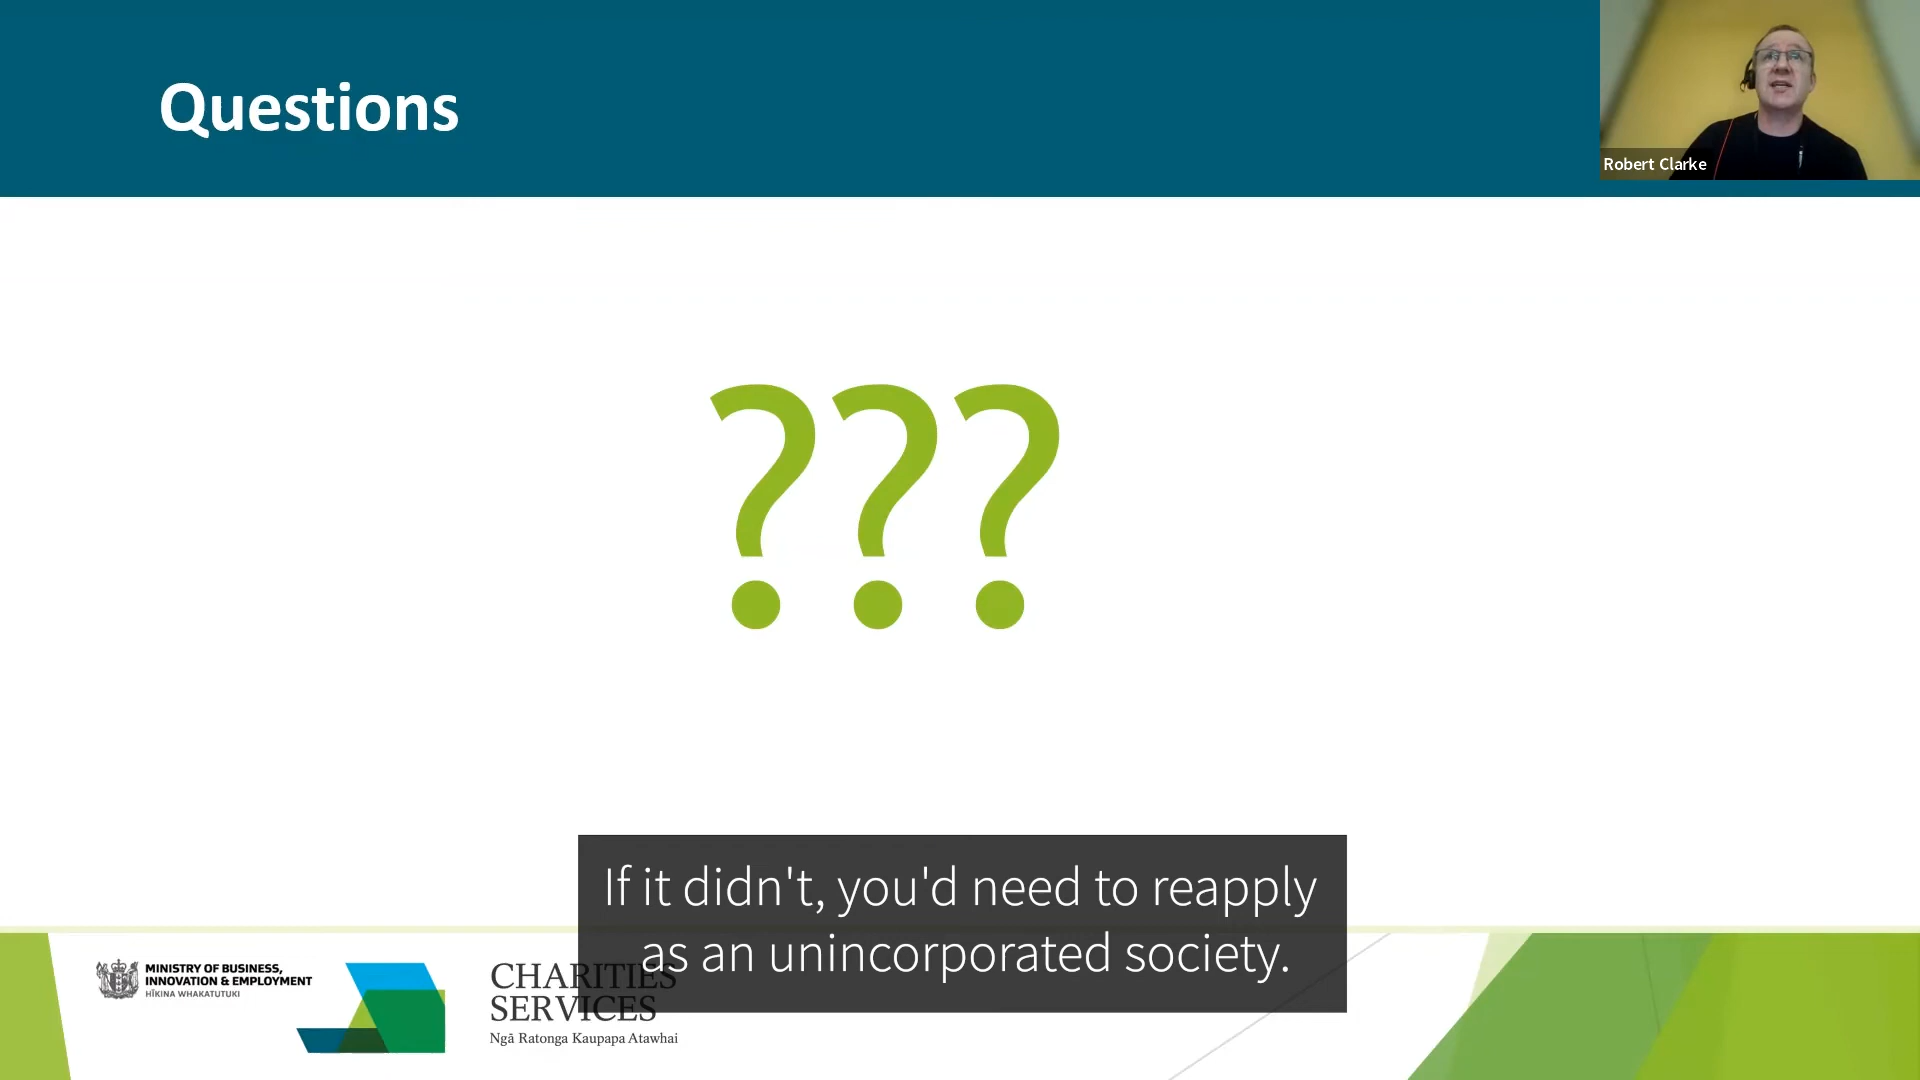 Questions
Robert Clarke
???
If it didn't, you'd need to reapply
as an unincorporated society.
MINISTRY OF BUSINESS,
INNOVATION & EMPLOYMENT
HĪKINA WHAKATUTUKI
CHARITIES
SERVICES
Ngā Ratonga Kaupapa Atawhai